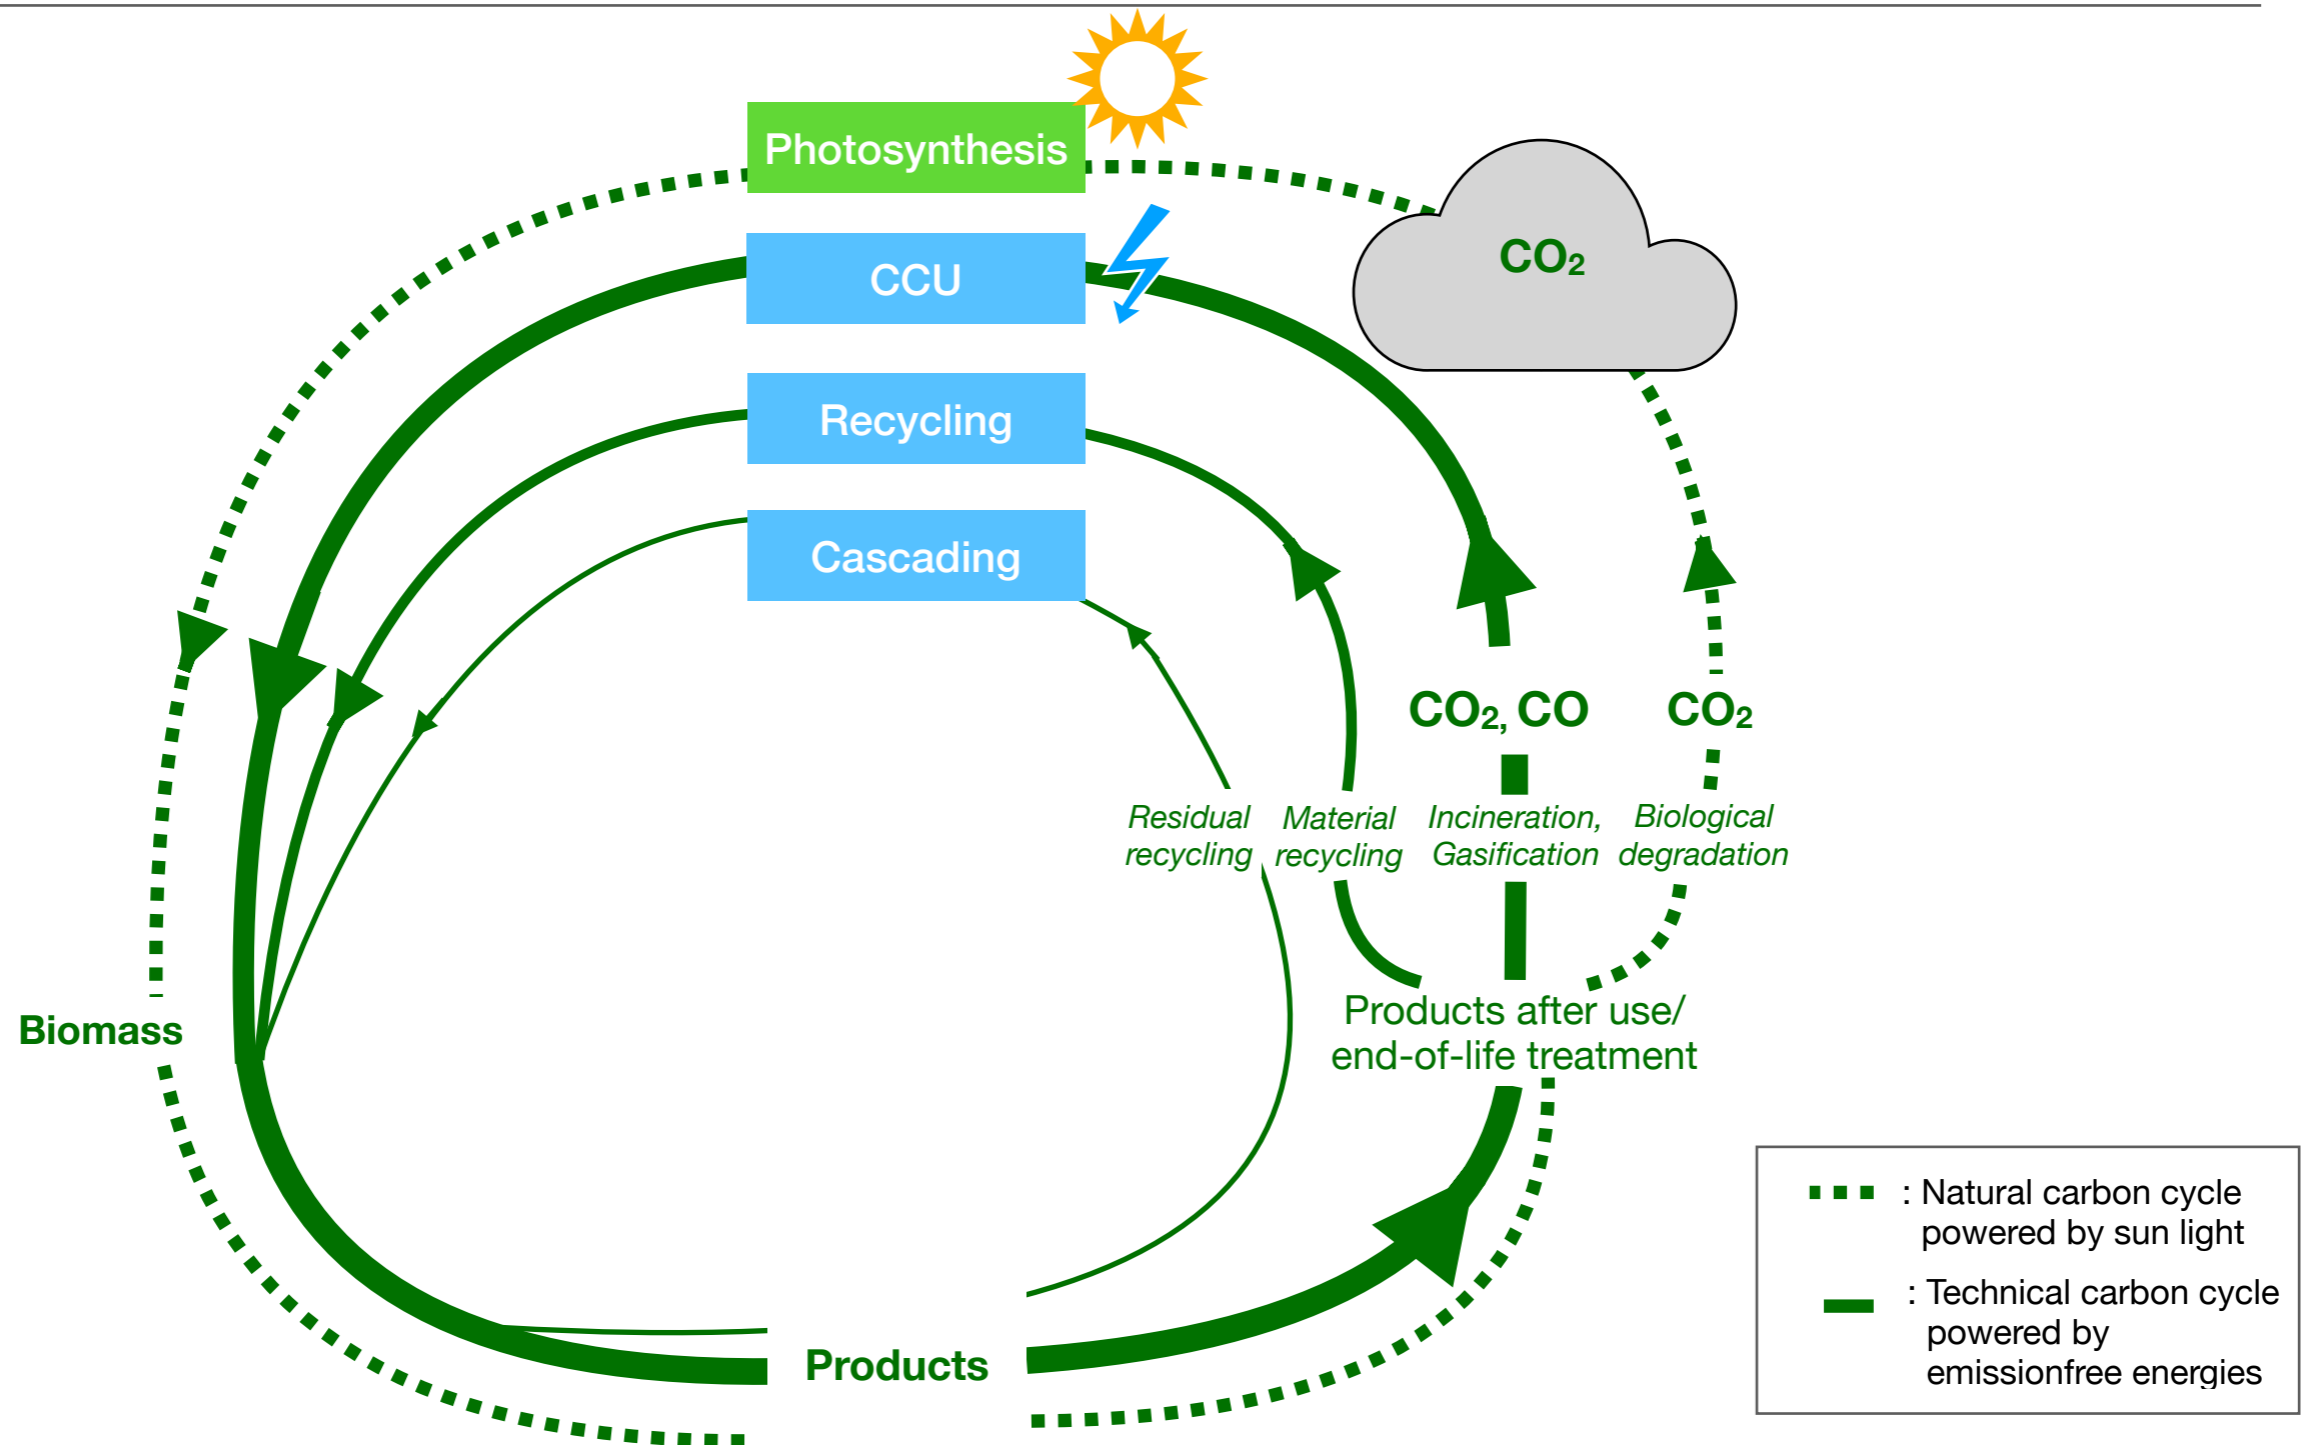 Photosynthesis
CCU
CO₂
Recycling
Cascading
CO₂, CO
CO₂
Residual
recycling
Material
recycling
Incineration,
Gasification
Biological
degradation
Products after use/
end-of-life treatment
Biomass
Products
: Natural carbon cycle
powered by sun light
: Technical carbon cycle
powered by
emissionfree energies